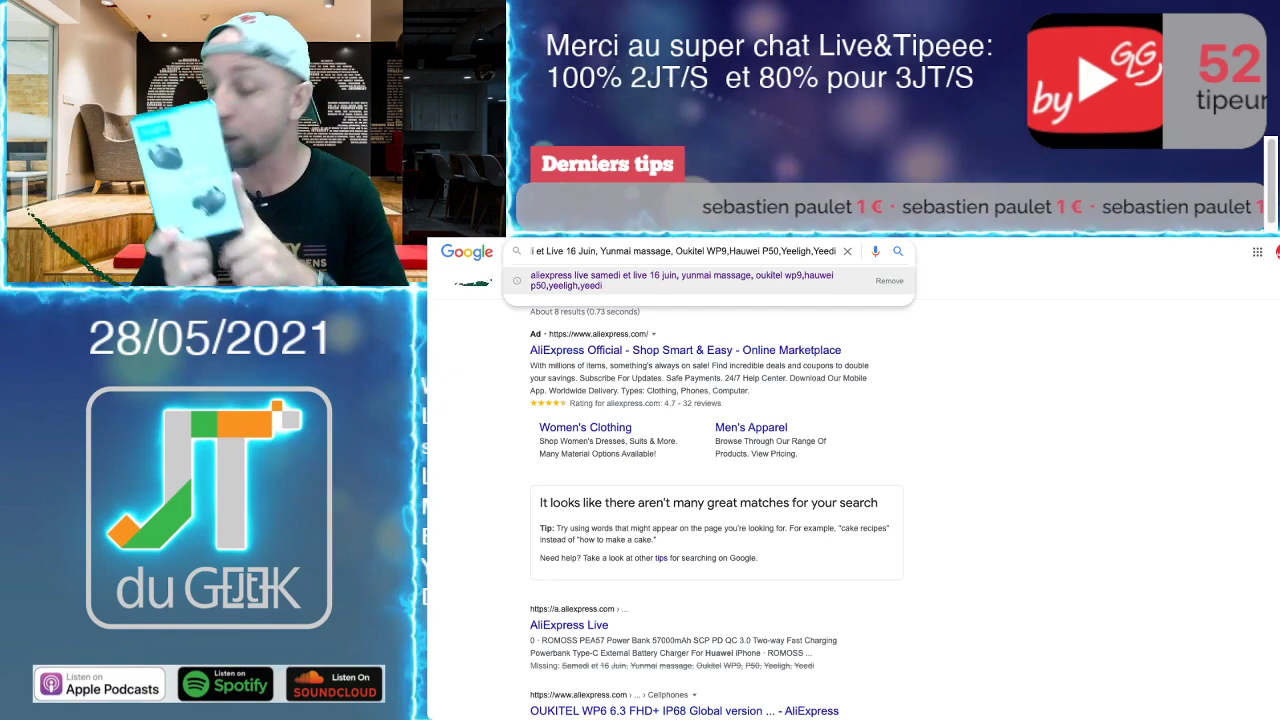 Merci au super chat Live&Tipeee:
100% 2JT/S et 80% pour 3JT/S
by GG
52
tipeur
Derniers tips
sebastien paulet 1 € · sebastien paulet 1 € · sebastien paulet 1
28/05/2021
JT
du GEEK
Listen on
Apple Podcasts
Listen on
Spotify
Listen On
SOUNDCLOUD
Google
i et Live 16 Juin, Yunmai massage, Oukitel WP9,Hauwei P50,Yeeligh,Yeedi
aliexpress live samedi et live 16 juin, yunmai massage, oukitel wp9,hauwei
p50,yeeligh,yeedi
Remove
About 8 results (0.73 seconds)
Ad · https://www.aliexpress.com/
AliExpress Official - Shop Smart & Easy - Online Marketplace
With millions of items, something's always on sale! Find incredible deals and coupons to double
your savings. Subscribe For Updates. Safe Payments. 24/7 Help Center. Download Our Mobile
App. Worldwide Delivery. Types: Clothing, Phones, Computer.
Rating for aliexpress.com: 4.7 - 32 reviews
Women's Clothing
Shop Women's Dresses, Suits & More.
Many Material Options Available!
Men's Apparel
Browse Through Our Range Of
Products. View Pricing.
It looks like there aren't many great matches for your search
Tip: Try using words that might appear on the page you're looking for. For example, "cake recipes"
instead of "how to make a cake."
Need help? Take a look at other tips for searching on Google.
https://a.aliexpress.com › ...
AliExpress Live
0 · ROMOSS PEA57 Power Bank 57000mAh SCP PD QC 3.0 Two-way Fast Charging
Powerbank Type-C External Battery Charger For Huawei iPhone · ROMOSS ...
Missing: Samedi et 16 Juin, Yunmai massage, Oukitel WP9, P50, Yeeligh, Yeedi
https://www.aliexpress.com › ... › Cellphones
OUKITEL WP6 6.3 FHD+ IP68 Global version ... - AliExpress